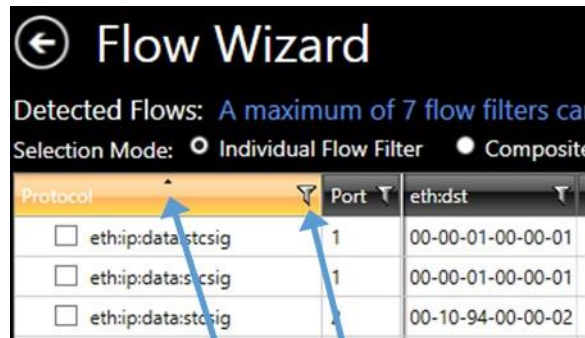 Flow Wizard
Detected Flows: A maximum of 7 flow filters ca
Selection Mode: Individual Flow Filter Composite
Protocol Port eth:dst
eth:ip:data:stcsig 1 00-00-01-00-00-01
eth:ip:data:stcsig 1 00-00-01-00-00-01
eth:ip:data:stcsig 2 00-10-94-00-00-02